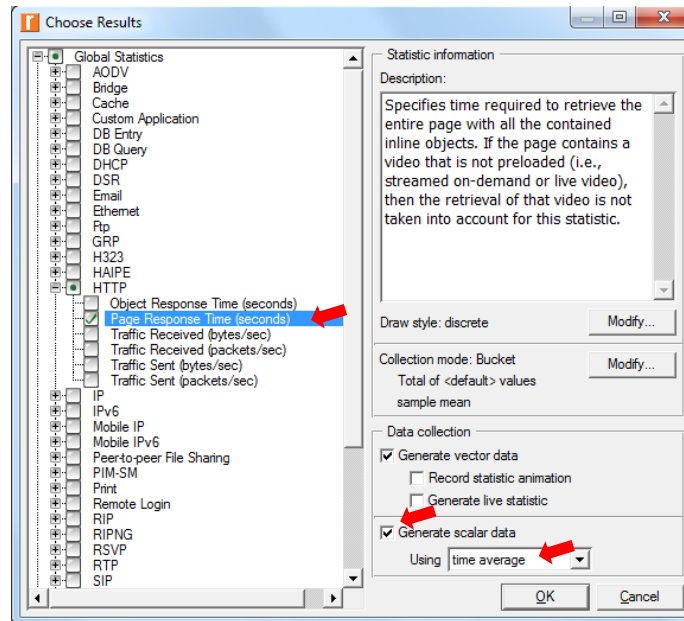 Choose Results
Global Statistics
AODV
Bridge
Cache
Custom Application
DB Entry
DB Query
DHCP
DSR
Email
Ethernet
Ftp
GRP
H323
HAIPE
HTTP
Object Response Time (seconds)
Page Response Time (seconds)
Traffic Received (bytes/sec)
Traffic Received (packets/sec)
Traffic Sent (bytes/sec)
Traffic Sent (packets/sec)
IP
IPv6
Mobile IP
Mobile IPv6
Peer-to-peer File Sharing
PIM-SM
Print
Remote Login
RIP
RIPNG
RSVP
RTP
SIP
Statistic information
Description:
Specifies time required to retrieve the
entire page with all the contained
inline objects. If the page contains a
video that is not preloaded (i.e.,
streamed on-demand or live video),
then the retrieval of that video is not
taken into account for this statistic.
Draw style: discrete
Modify...
Collection mode: Bucket
Modify...
Total of <default> values
sample mean
Data collection
Generate vector data
Record statistic animation
Generate live statistic
Generate scalar data
Using time average
OK
Cancel